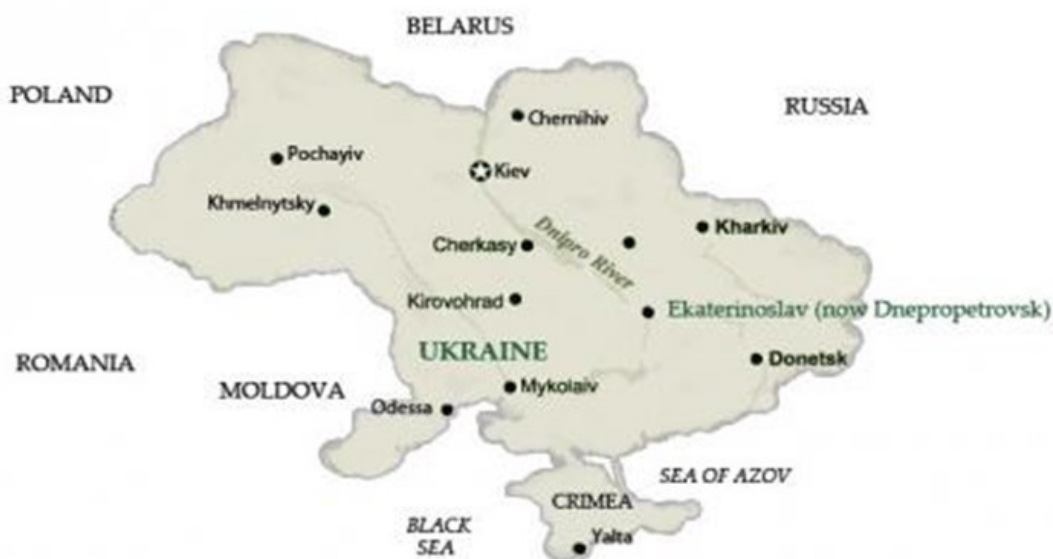 BELARUS
POLAND
RUSSIA
Chernihiv
Pochayiv
Kiev
Khmelnytsky
Kharkiv
Dnipro River
Cherkasy
Kirovohrad
Ekaterinoslav (now Dnepropetrovsk)
UKRAINE
ROMANIA
Donetsk
MOLDOVA
Mykolaiv
Odessa
SEA OF AZOV
CRIMEA
BLACK
SEA
Yalta